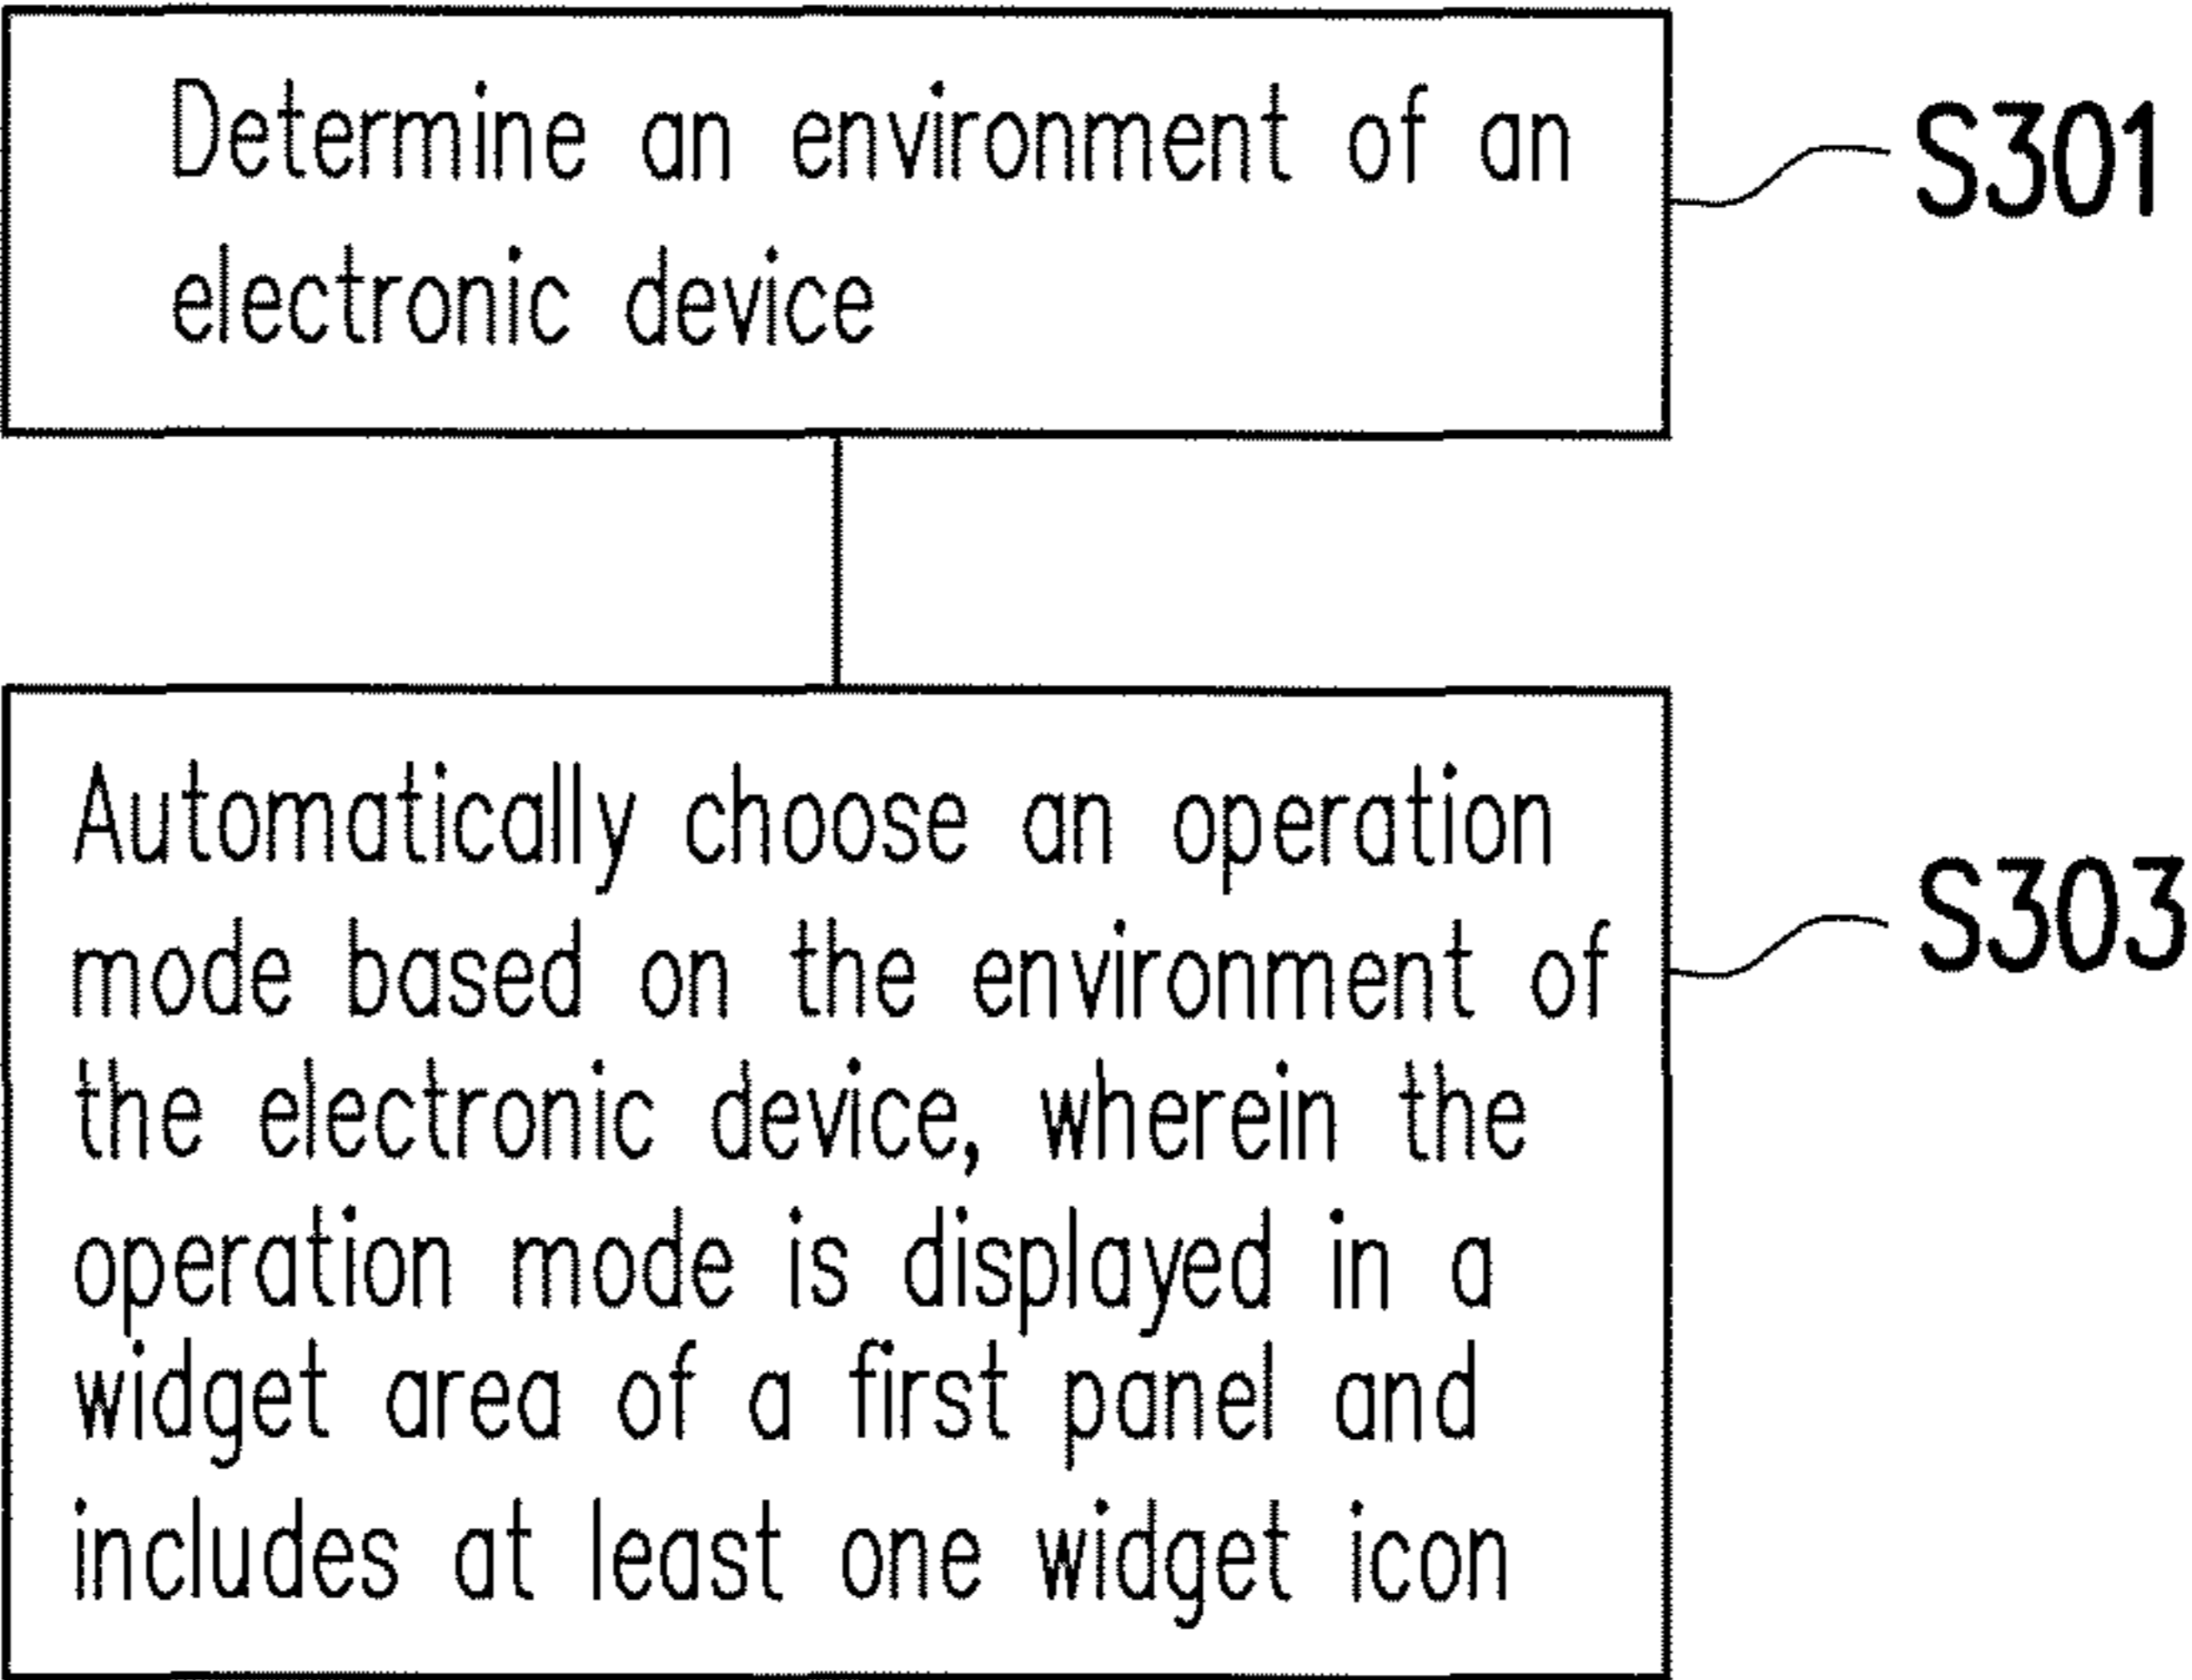 Determine an environment of an
electronic device
S301
Automatically choose an operation
mode based on the environment of
the electronic device, wherein the
operation mode is displayed in a
widget area of a first panel and
includes at least one widget icon
S303